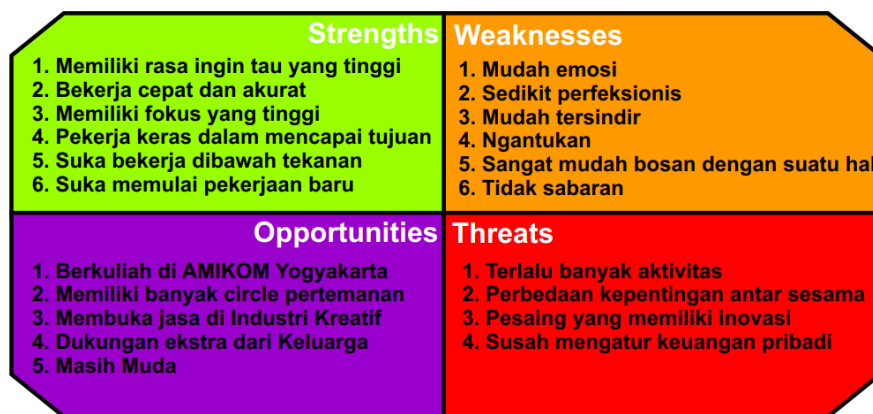 Strengths
1. Memiliki rasa ingin tau yang tinggi
2. Bekerja cepat dan akurat
3. Memiliki fokus yang tinggi
4. Pekerja keras dalam mencapai tujuan
5. Suka bekerja dibawah tekanan
6. Suka memulai pekerjaan baru
Weaknesses
1. Mudah emosi
2. Sedikit perfeksionis
3. Mudah tersindir
4. Ngantukan
5. Sangat mudah bosan dengan suatu hal
6. Tidak sabaran
Opportunities
1. Berkuliah di AMIKOM Yogyakarta
2. Memiliki banyak circle pertemanan
3. Membuka jasa di Industri Kreatif
4. Dukungan ekstra dari Keluarga
5. Masih Muda
Threats
1. Terlalu banyak aktivitas
2. Perbedaan kepentingan antar sesama
3. Pesaing yang memiliki inovasi
4. Susah mengatur keuangan pribadi